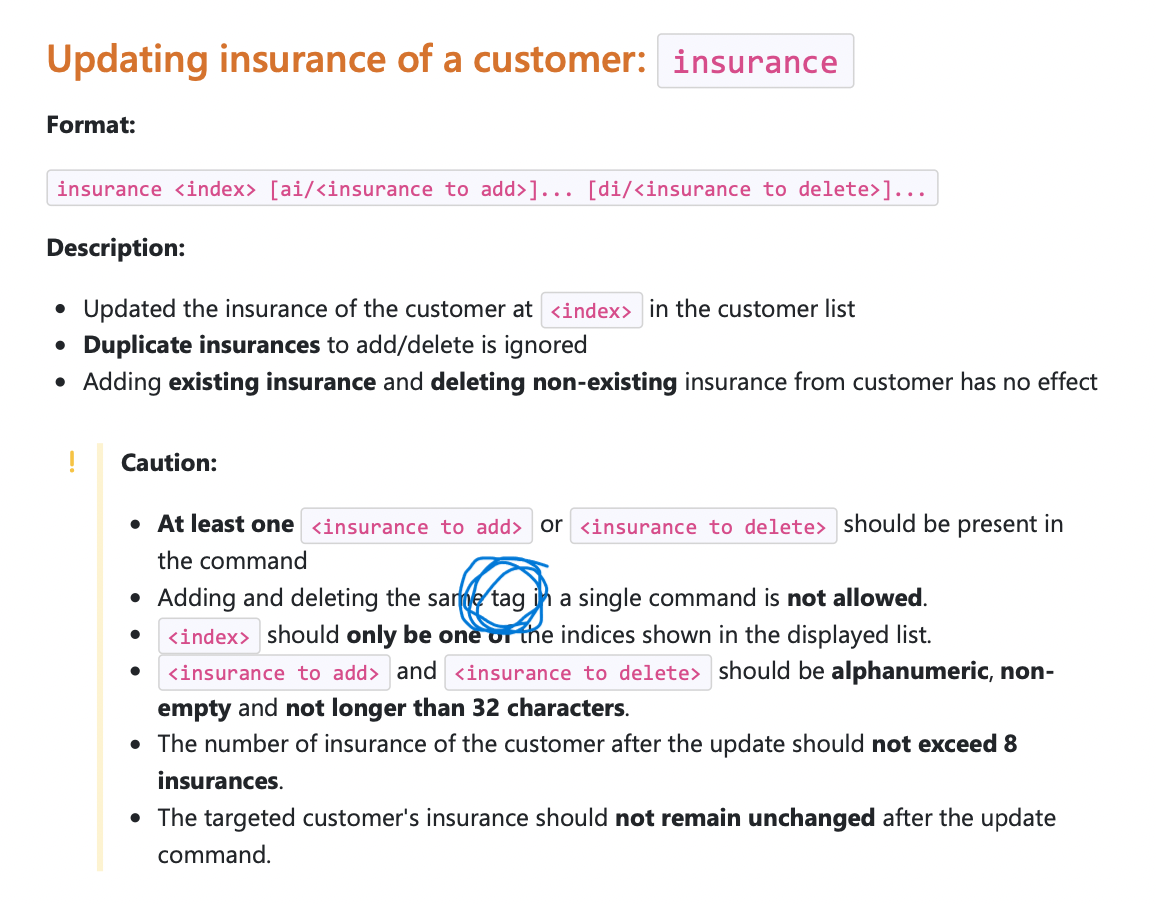 Updating insurance of a customer: insurance
Format:
insurance <index> [ai/<insurance to add>]... [di/<insurance to delete>]...
Description:
Updated the insurance of the customer at <index> in the customer list
Duplicate insurances to add/delete is ignored
Adding existing insurance and deleting non-existing insurance from customer has no effect
! Caution:
At least one <insurance to add> or <insurance to delete> should be present in
the command
Adding and deleting the same tag in a single command is not allowed.
<index> should only be one of the indices shown in the displayed list.
<insurance to add> and <insurance to delete> should be alphanumeric, non-
empty and not longer than 32 characters.
The number of insurance of the customer after the update should not exceed 8
insurances.
The targeted customer's insurance should not remain unchanged after the update
command.